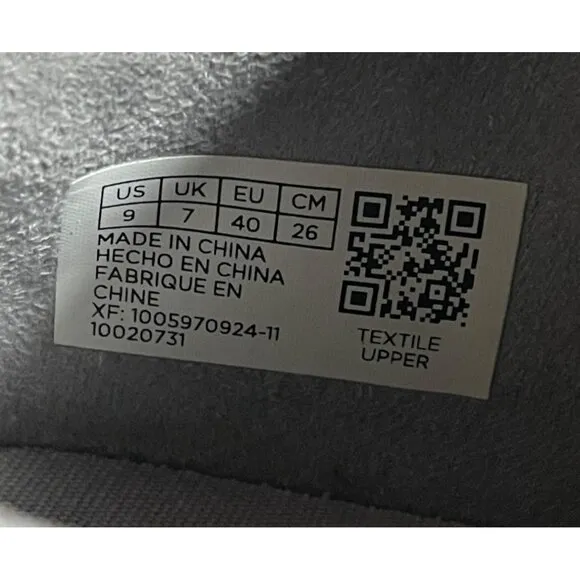 US UK EU CM
9 7 40 26
MADE IN CHINA
HECHO EN CHINA
FABRIQUE EN
CHINE
XF: 1005970924-11
10020731
TEXTILE
UPPER